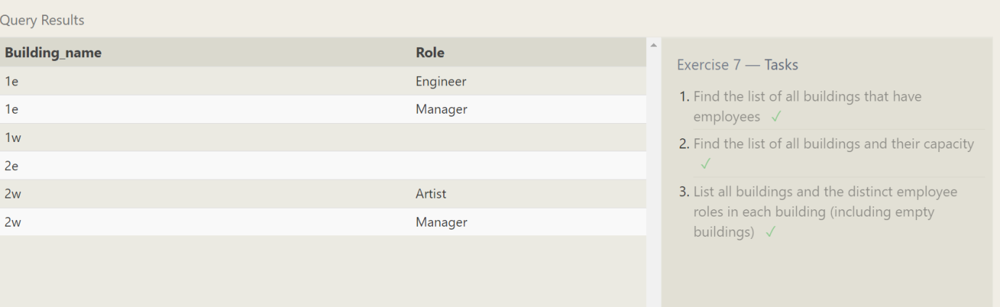 Query Results
Building_name Role
1e Engineer
1e Manager
1w
2e
2w Artist
2w Manager
Exercise 7 — Tasks
1. Find the list of all buildings that have
employees ✓
2. Find the list of all buildings and their capacity
✓
3. List all buildings and the distinct employee
roles in each building (including empty
buildings) ✓